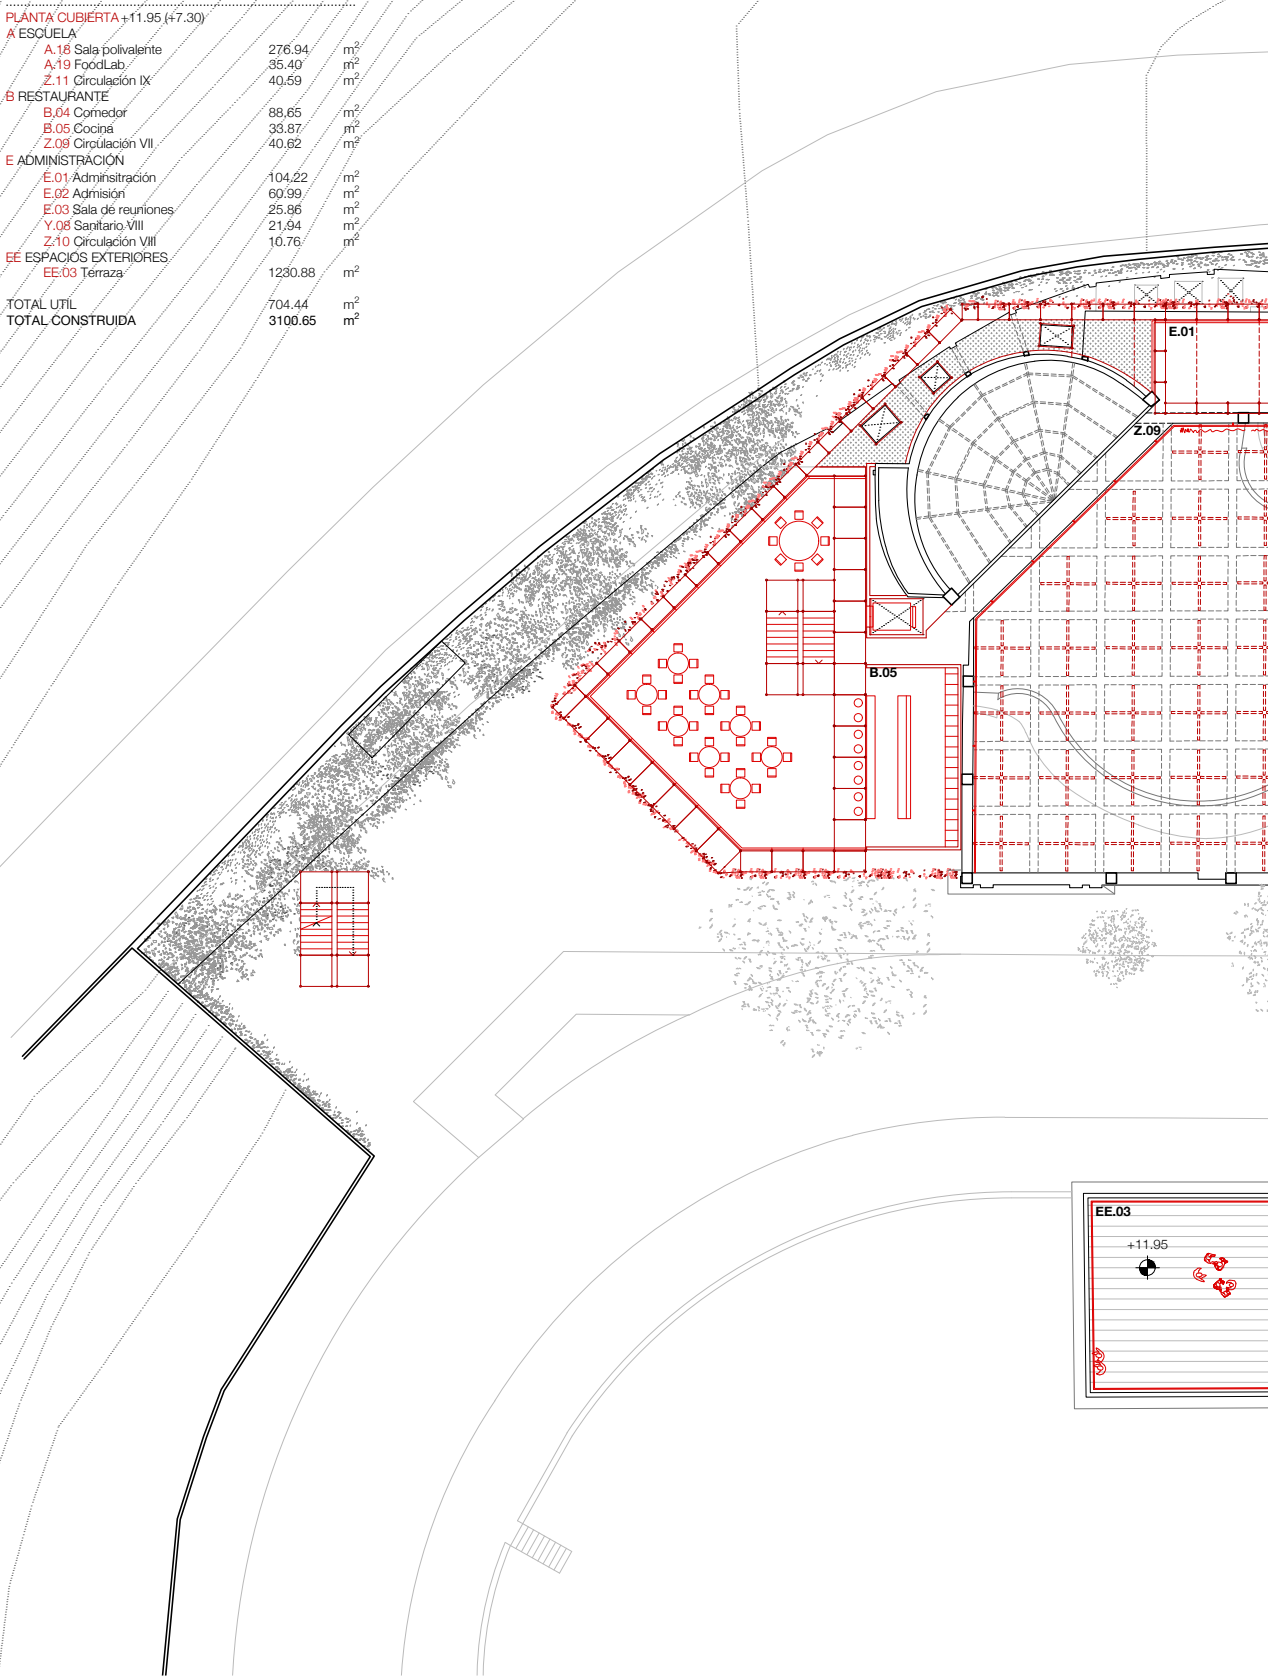 PLANTA CUBIERTA +11.95 (+7.30)
A ESCUELA
A.18 Sala polivalente 276.94 m²
A.19 FoodLab 35.40 m²
Z.11 Circulación IX 40.59 m²
B RESTAURANTE
B.04 Comedor 88.65 m²
B.05 Cocina 33.87 m²
Z.09 Circulación VII 40.62 m²
E ADMINISTRACIÓN
E.01 Adminsitración 104.22 m²
E.02 Admisión 60.99 m²
E.03 Sala de reuniones 25.86 m²
Y.08 Sanitario VIII 21.94 m²
Z.10 Circulación VIII 10.76 m²
EE ESPACIOS EXTERIORES
EE.03 Terraza 1230.88 m²
TOTAL UTIL 704.44 m²
TOTAL CONSTRUIDA 3100.65 m²
E.01
Z.09
B.05
EE.03
+11.95